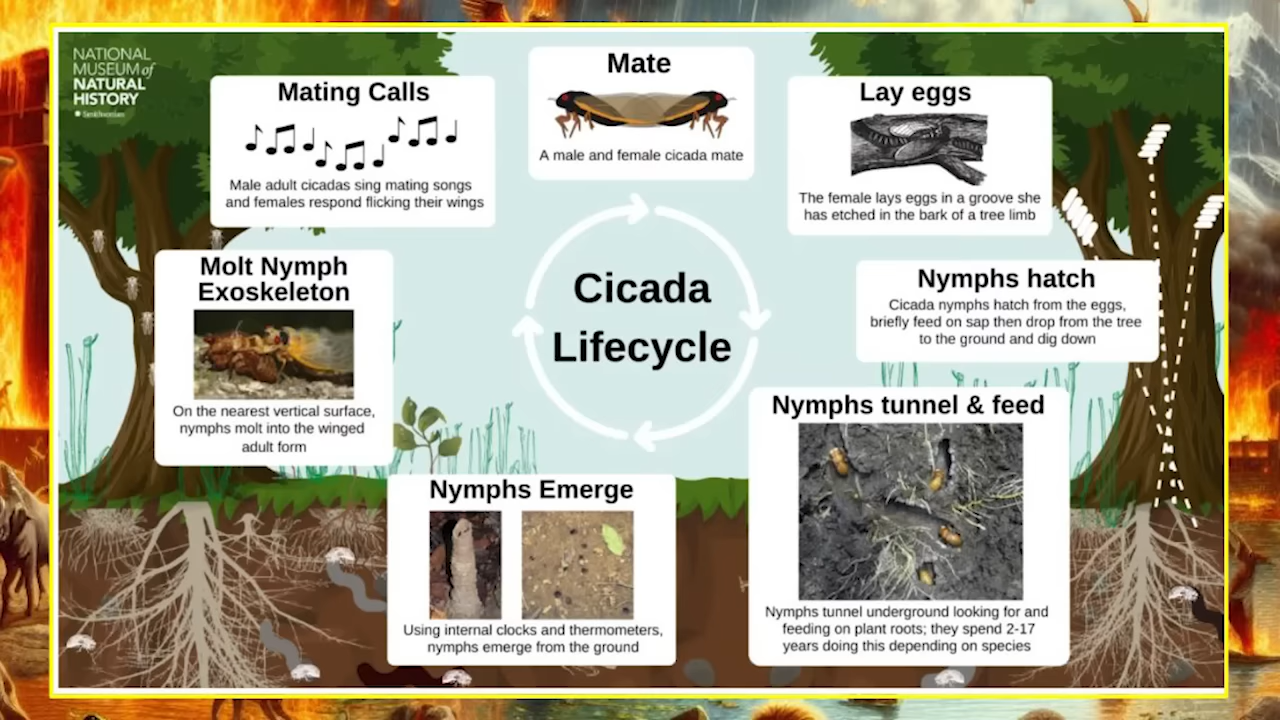 NATIONAL
MUSEUM of
NATURAL
HISTORY
Smithsonian
Mating Calls
Male adult cicadas sing mating songs
and females respond flicking their wings
Mate
A male and female cicada mate
Lay eggs
The female lays eggs in a groove she
has etched in the bark of a tree limb
Molt Nymph
Exoskeleton
On the nearest vertical surface,
nymphs molt into the winged
adult form
Cicada
Lifecycle
Nymphs hatch
Cicada nymphs hatch from the eggs,
briefly feed on sap then drop from the tree
to the ground and dig down
Nymphs Emerge
Using internal clocks and thermometers,
nymphs emerge from the ground
Nymphs tunnel & feed
Nymphs tunnel underground looking for and
feeding on plant roots; they spend 2-17
years doing this depending on species